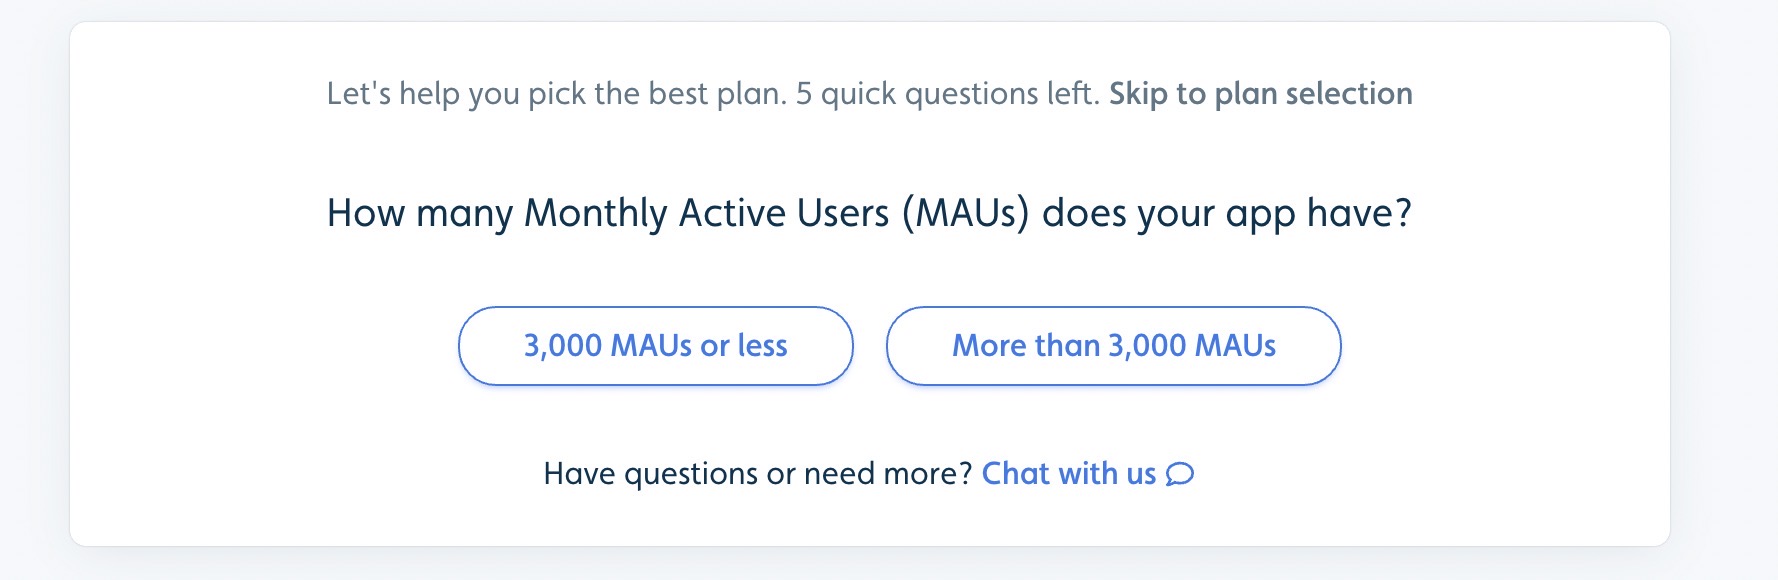 Let's help you pick the best plan. 5 quick questions left. Skip to plan selection
How many Monthly Active Users (MAUs) does your app have?
3,000 MAUs or less
More than 3,000 MAUs
Have questions or need more? Chat with us